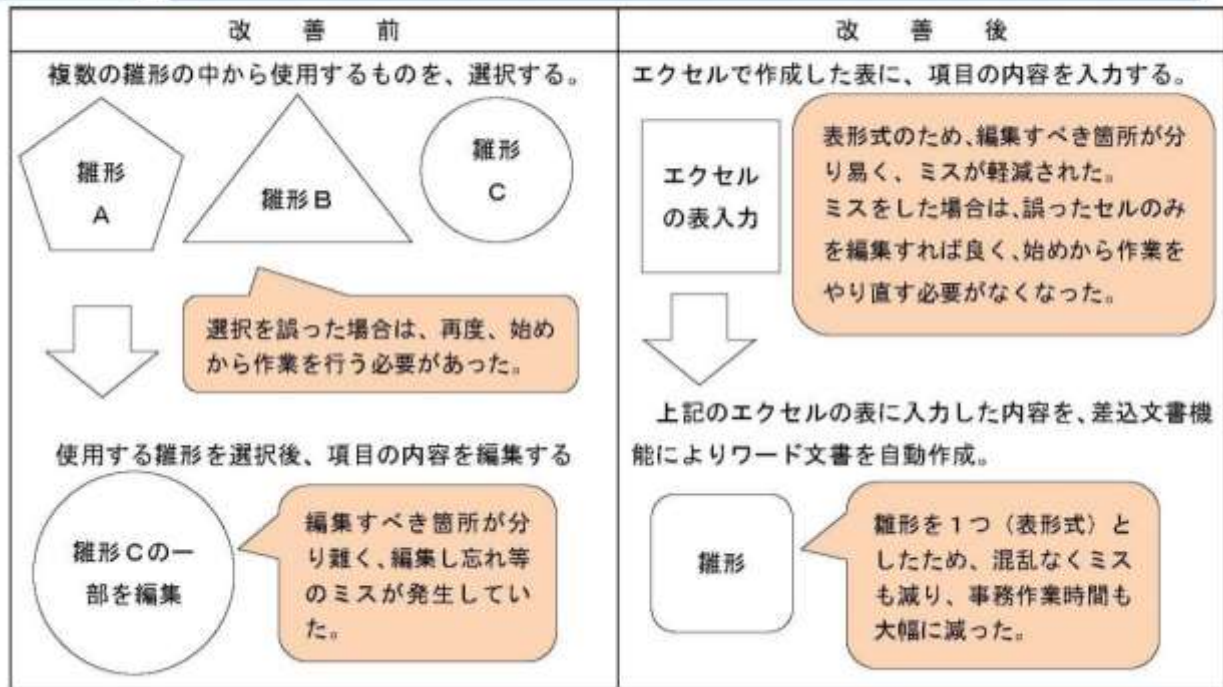 改善前
複数の雛形の中から使用するものを、選択する。
雛形
A
雛形B
雛形
C
選択を誤った場合は、再度、始め
から作業を行う必要があった。
使用する雛形を選択後、項目の内容を編集する
雛形Cの一
部を編集
編集すべき箇所が分
り難く、編集し忘れ等
のミスが発生してい
た。
改善後
エクセルで作成した表に、項目の内容を入力する。
エクセル
の表入力
表形式のため、編集すべき箇所が分
り易く、ミスが軽減された。
ミスをした場合は、誤ったセルのみ
を編集すれば良く、始めから作業を
やり直す必要がなくなった。
上記のエクセルの表に入力した内容を、差込文書機
能によりワード文書を自動作成。
雛形
雛形を1つ（表形式）と
したため、混乱なくミス
も減り、事務作業時間も
大幅に減った。